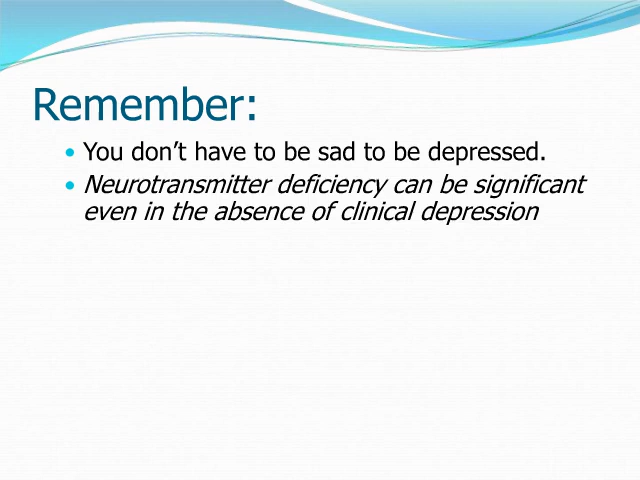 Remember:
You don't have to be sad to be depressed.
Neurotransmitter deficiency can be significant
even in the absence of clinical depression